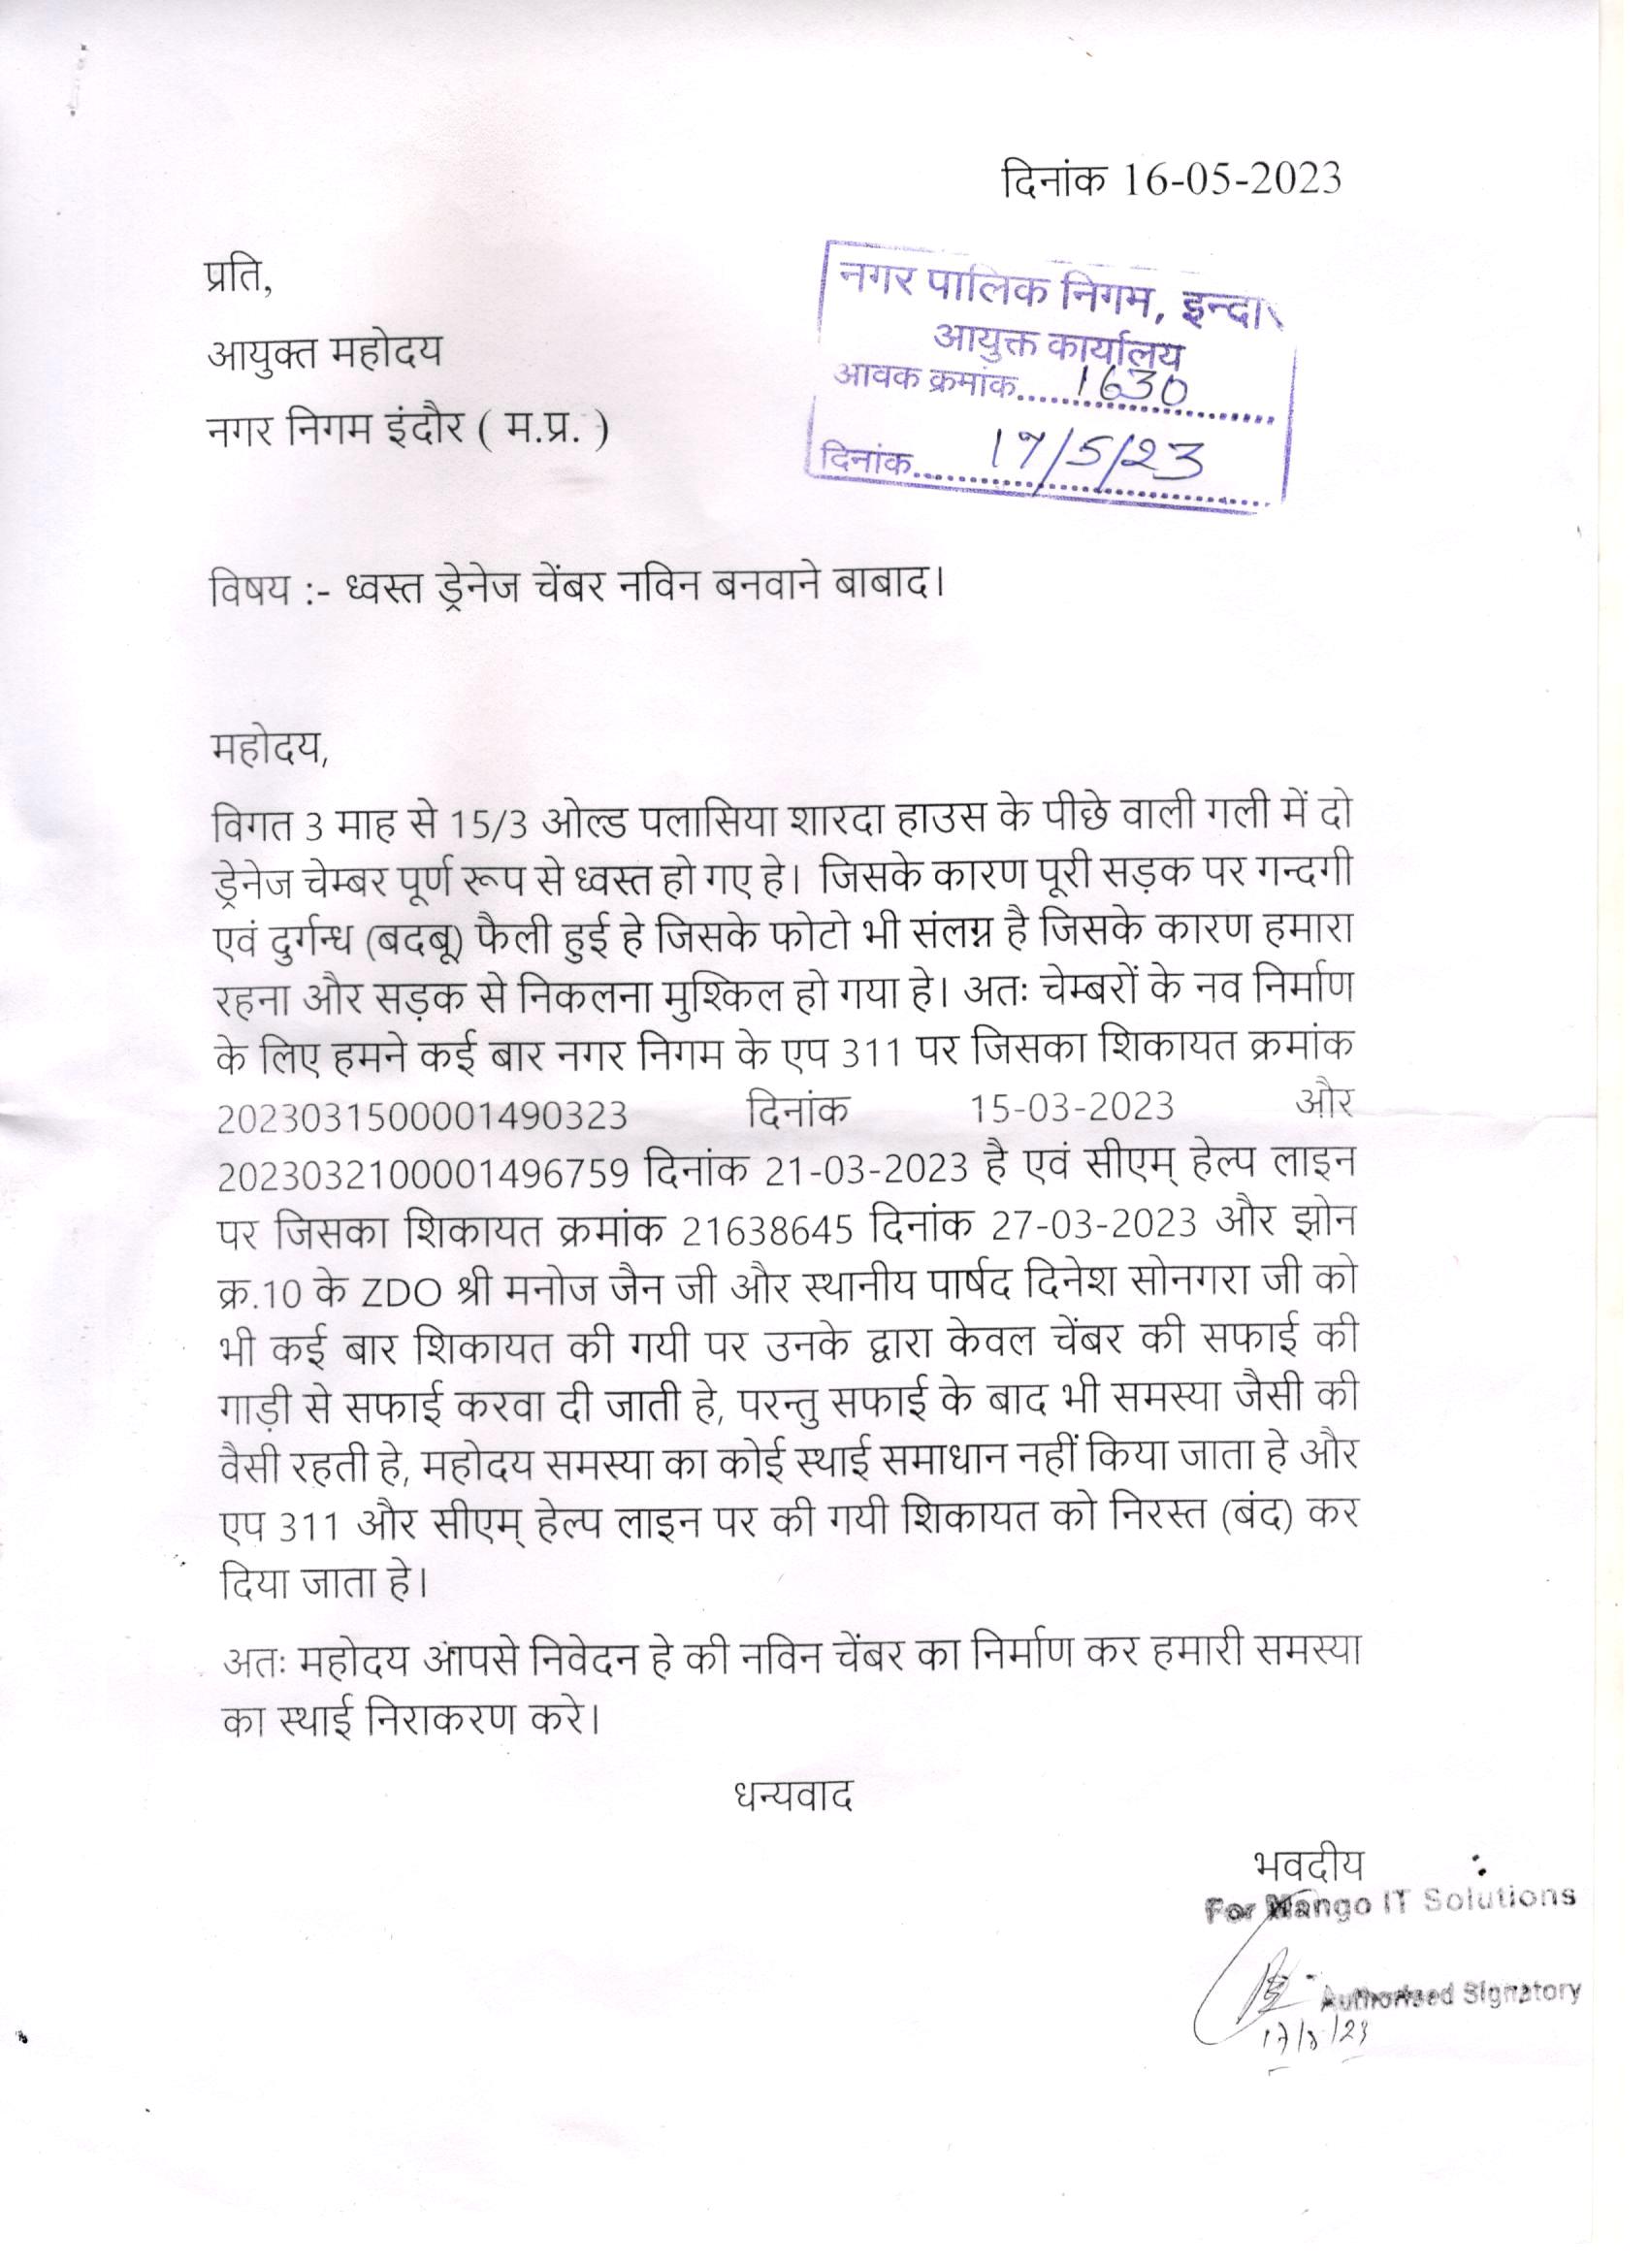 दिनांक 16-05-2023
प्रति,
आयुक्त महोदय
नगर निगम इंदौर ( म.प्र. )
नगर पालिक निगम, इन्दा
आयुक्त कार्यालय
आवक क्रमांक.....1630
दिनांक.... 17/5/23
विषय :- ध्वस्त ड्रेनेज चेंबर नविन बनवाने बाबाद।
महोदय,
विगत 3 माह से 15/3 ओल्ड पलासिया शारदा हाउस के पीछे वाली गली में दो
ड्रेनेज चेम्बर पूर्ण रूप से ध्वस्त हो गए हे। जिसके कारण पूरी सड़क पर गन्दगी
एवं दुर्गन्ध (बदबू) फैली हुई हे जिसके फोटो भी संलग्न है जिसके कारण हमारा
रहना और सड़क से निकलना मुश्किल हो गया हे। अतः चेम्बरों के नव निर्माण
के लिए हमने कई बार नगर निगम के एप 311 पर जिसका शिकायत क्रमांक
2023031500001490323 दिनांक 15-03-2023 और
2023032100001496759 दिनांक 21-03-2023 है एवं सीएम् हेल्प लाइन
पर जिसका शिकायत क्रमांक 21638645 दिनांक 27-03-2023 और झोन
क्र.10 के ZDO श्री मनोज जैन जी और स्थानीय पार्षद दिनेश सोनगरा जी को
भी कई बार शिकायत की गयी पर उनके द्वारा केवल चेंबर की सफाई की
गाड़ी से सफाई करवा दी जाती हे, परन्तु सफाई के बाद भी समस्या जैसी की
वैसी रहती हे, महोदय समस्या का कोई स्थाई समाधान नहीं किया जाता हे और
एप 311 और सीएम् हेल्प लाइन पर की गयी शिकायत को निरस्त (बंद) कर
दिया जाता हे।
अतः महोदय आपसे निवेदन हे की नविन चेंबर का निर्माण कर हमारी समस्या
का स्थाई निराकरण करे।
धन्यवाद
भवदीय
For Mango IT Solutions
Authorised Signatory